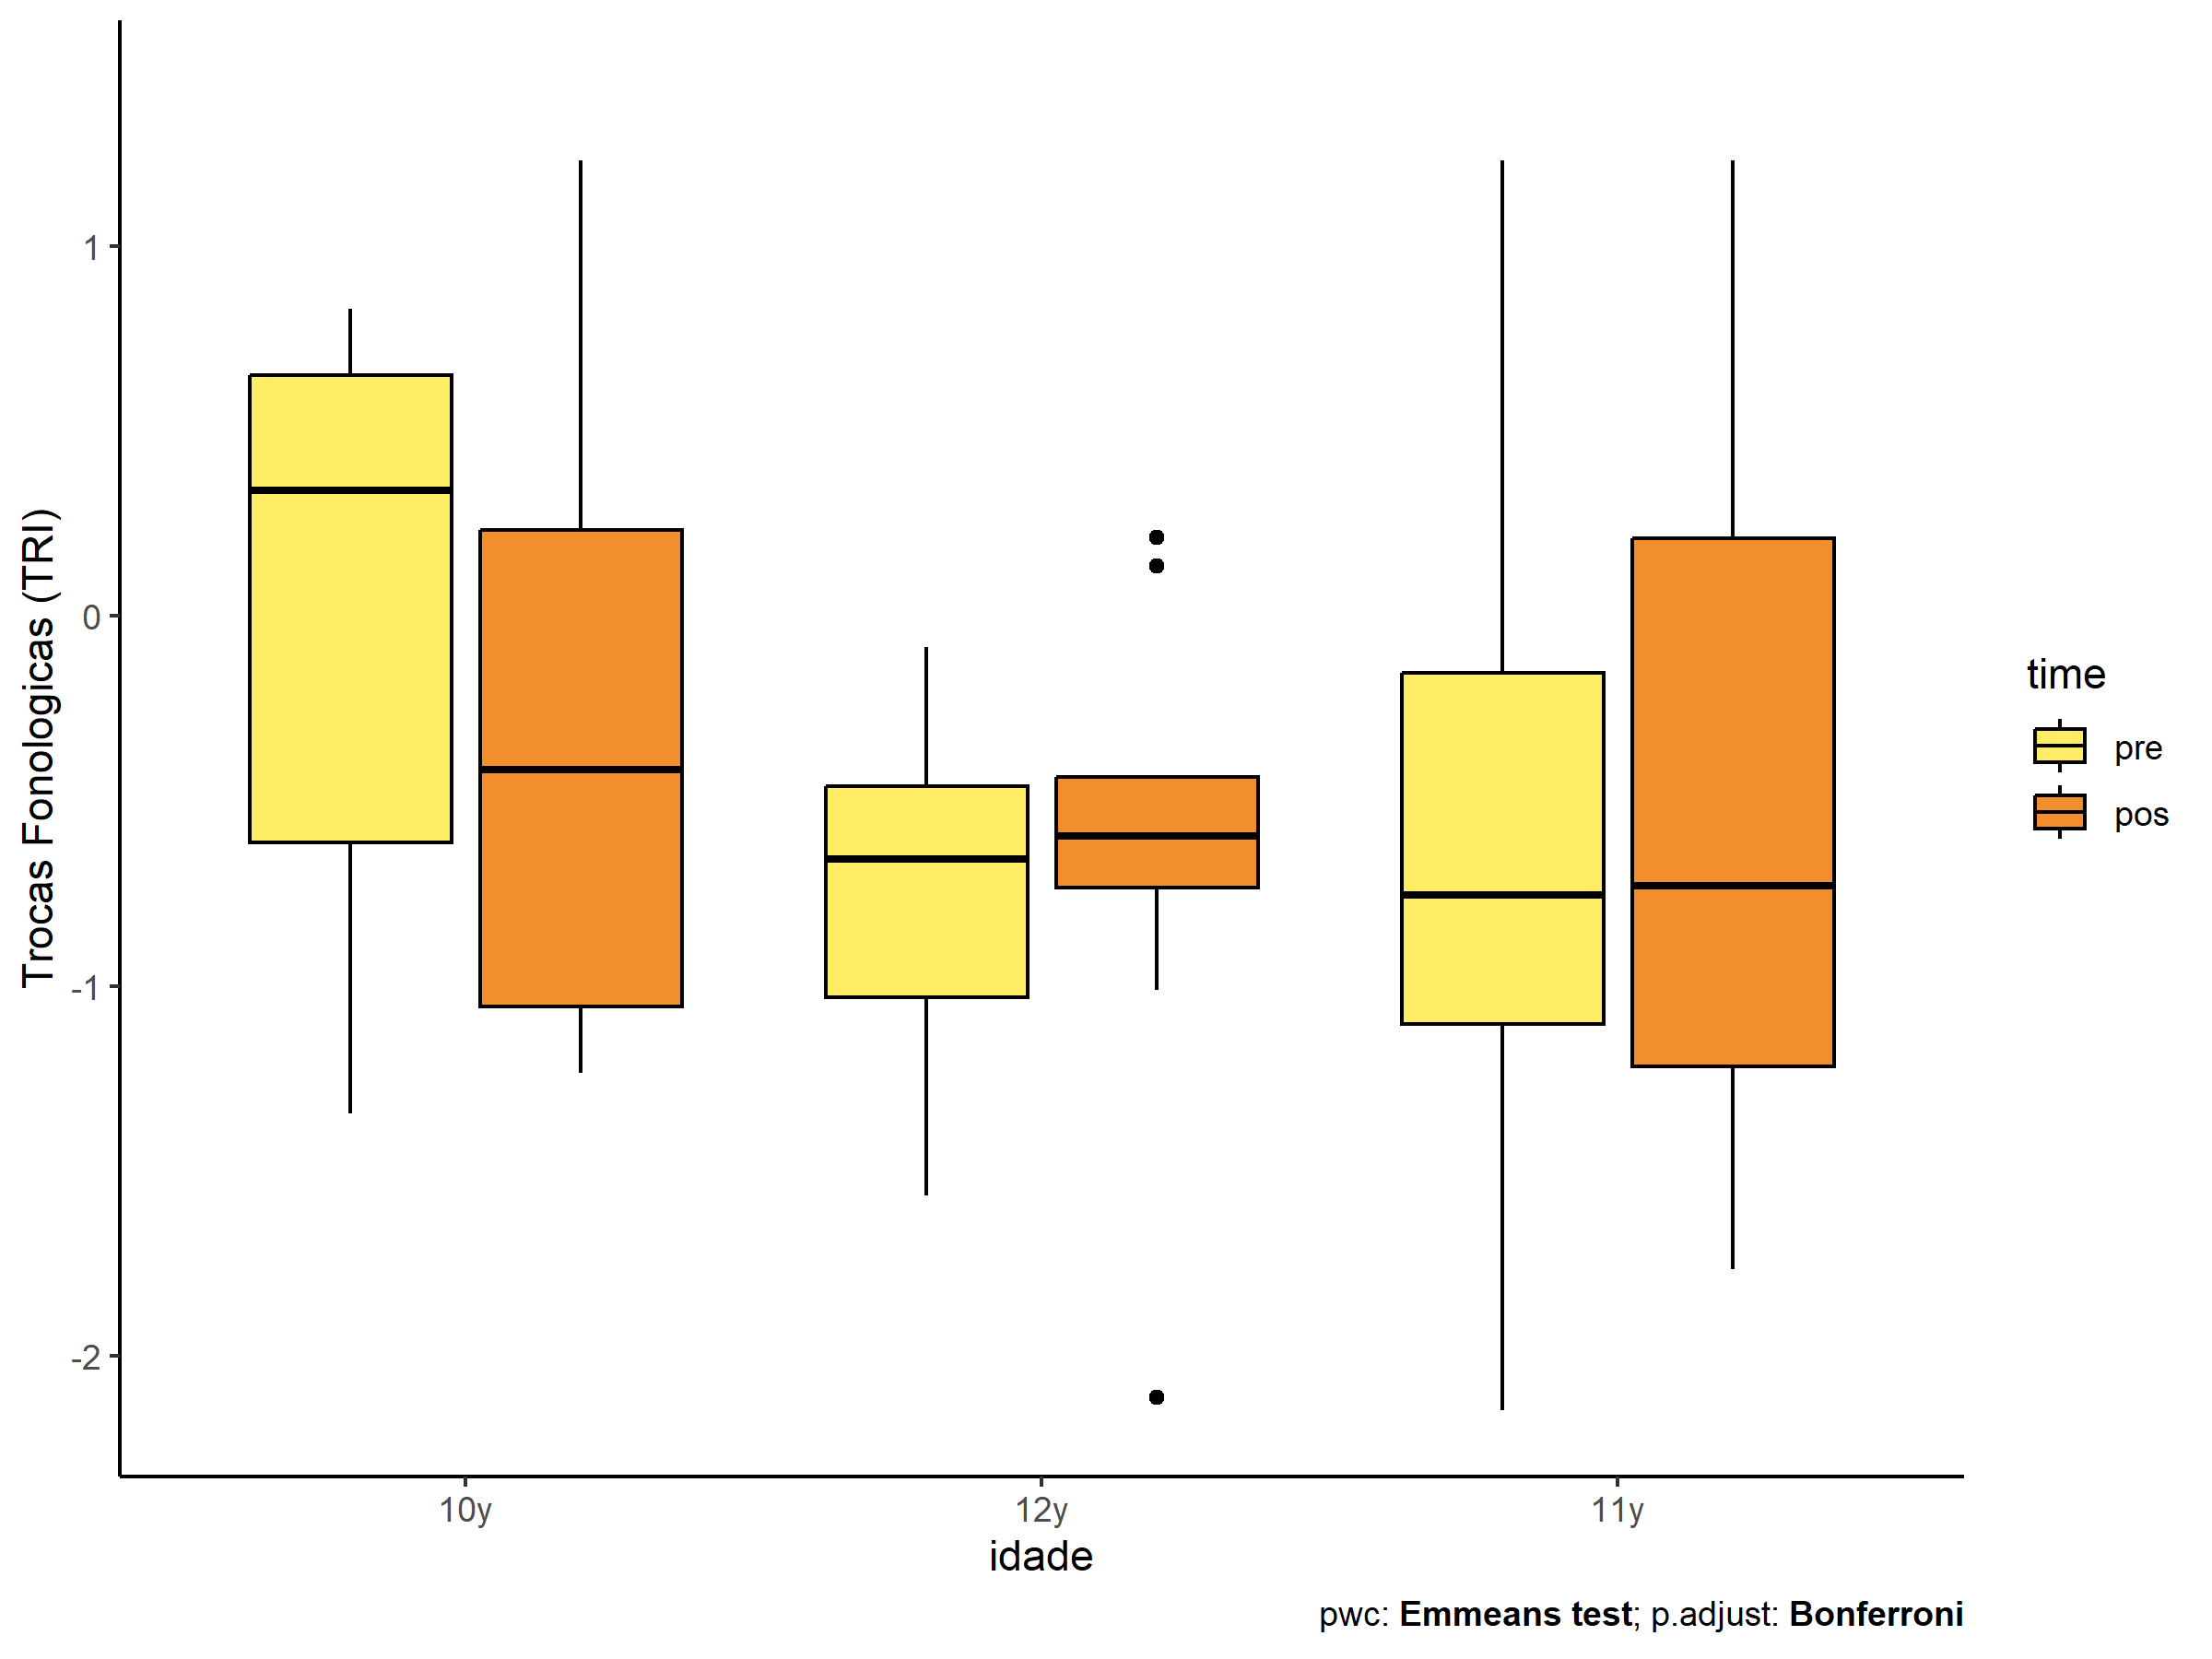 Trocas Fonologicas (TRI)
1
0
-1
-2
10y
12y
11y
idade
time
pre
pos
pwc: Emmeans test; p.adjust: Bonferroni